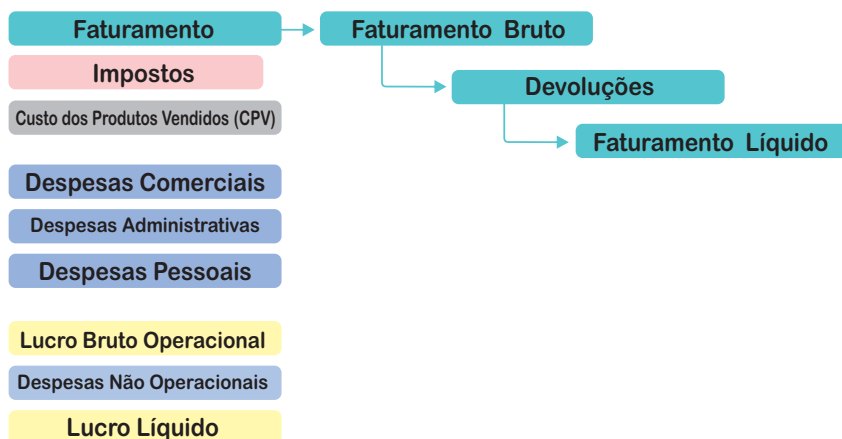 Faturamento
Faturamento Bruto
Impostos
Devoluções
Custo dos Produtos Vendidos (CPV)
Faturamento Líquido
Despesas Comerciais
Despesas Administrativas
Despesas Pessoais
Lucro Bruto Operacional
Despesas Não Operacionais
Lucro Líquido